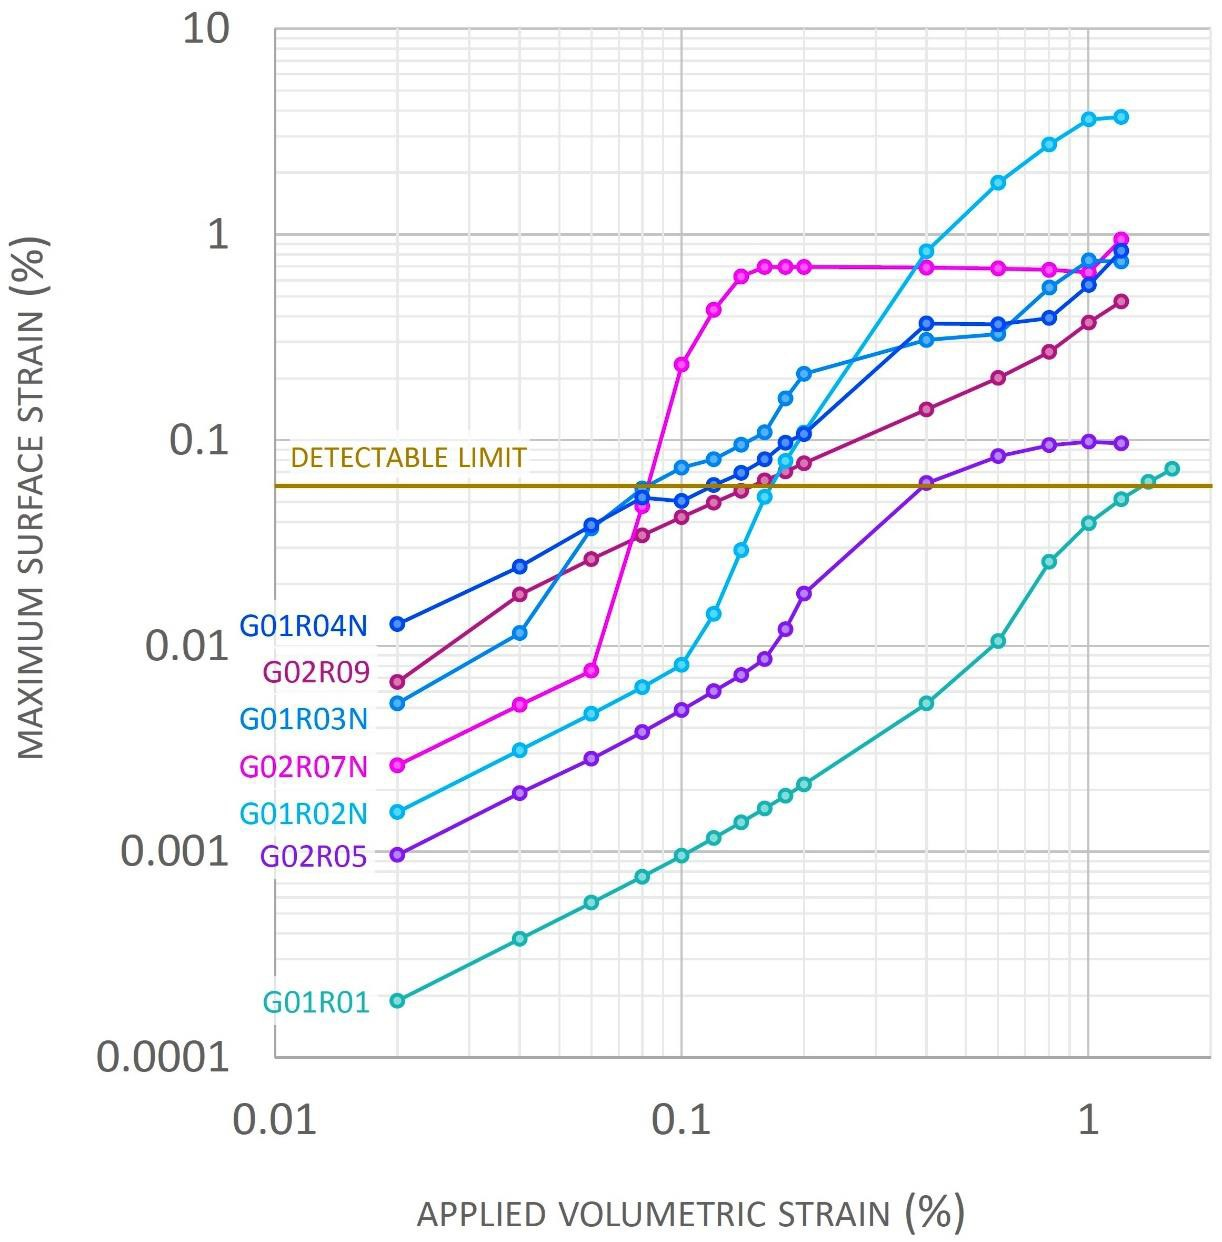 10
1
0.1
DETECTABLE LIMIT
G01R04N
0.01
G02R09
G01R03N
G02R07N
G01R02N
0.001
G02R05
G01R01
0.0001
0.01
0.1
1
MAXIMUM SURFACE STRAIN (%)
APPLIED VOLUMETRIC STRAIN (%)